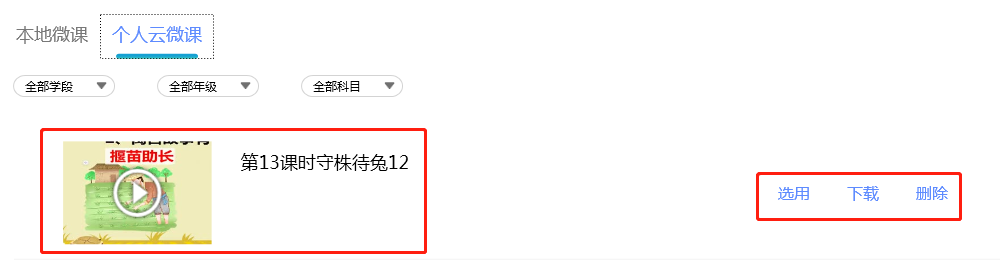 本地微课 个人云微课
全部学段 全部年级 全部科目
揠苗助长
第13课时守株待兔12
选用 下载 删除